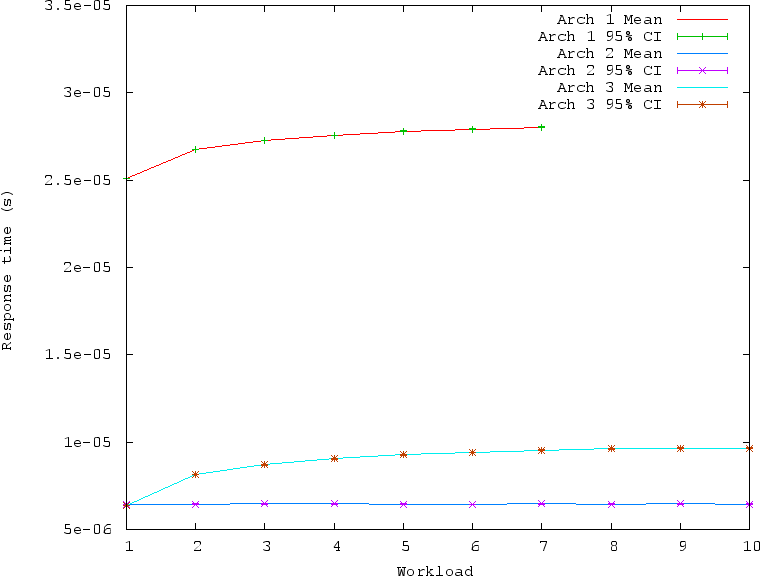 3.5e-05
3e-05
2.5e-05
2e-05
1.5e-05
1e-05
5e-06
Response time (s)
Arch 1 Mean
Arch 1 95% CI
Arch 2 Mean
Arch 2 95% CI
Arch 3 Mean
Arch 3 95% CI
1 2 3 4 5 6 7 8 9 10
Workload